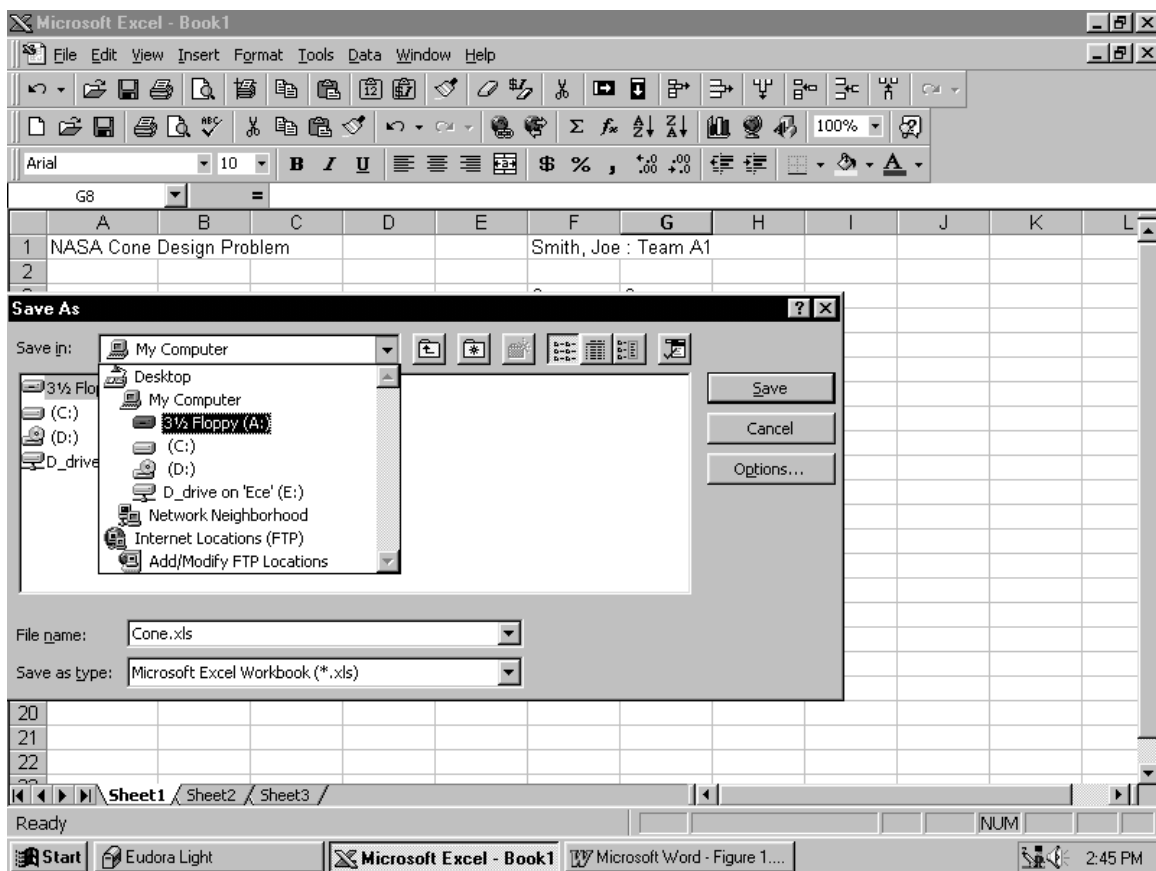 Microsoft Excel - Book1
File Edit View Insert Format Tools Data Window Help
100%
Arial 10 B I U $ % ,
G8 =
A B C D E F G H I J K L
1 NASA Cone Design Problem Smith, Joe : Team A1
2
Save As
Save in: My Computer
Desktop
My Computer
3½ Floppy (A:)
(C:)
(D:)
D_drive on 'Ece' (E:)
Network Neighborhood
Internet Locations (FTP)
Add/Modify FTP Locations
3½ Flo
(C:)
(D:)
D_drive
Save
Cancel
Options...
File name: Cone.xls
Save as type: Microsoft Excel Workbook (*.xls)
20
21
22
Sheet1 Sheet2 Sheet3
Ready NUM
Start Eudora Light Microsoft Excel - Book1 Microsoft Word - Figure 1.... 2:45 PM